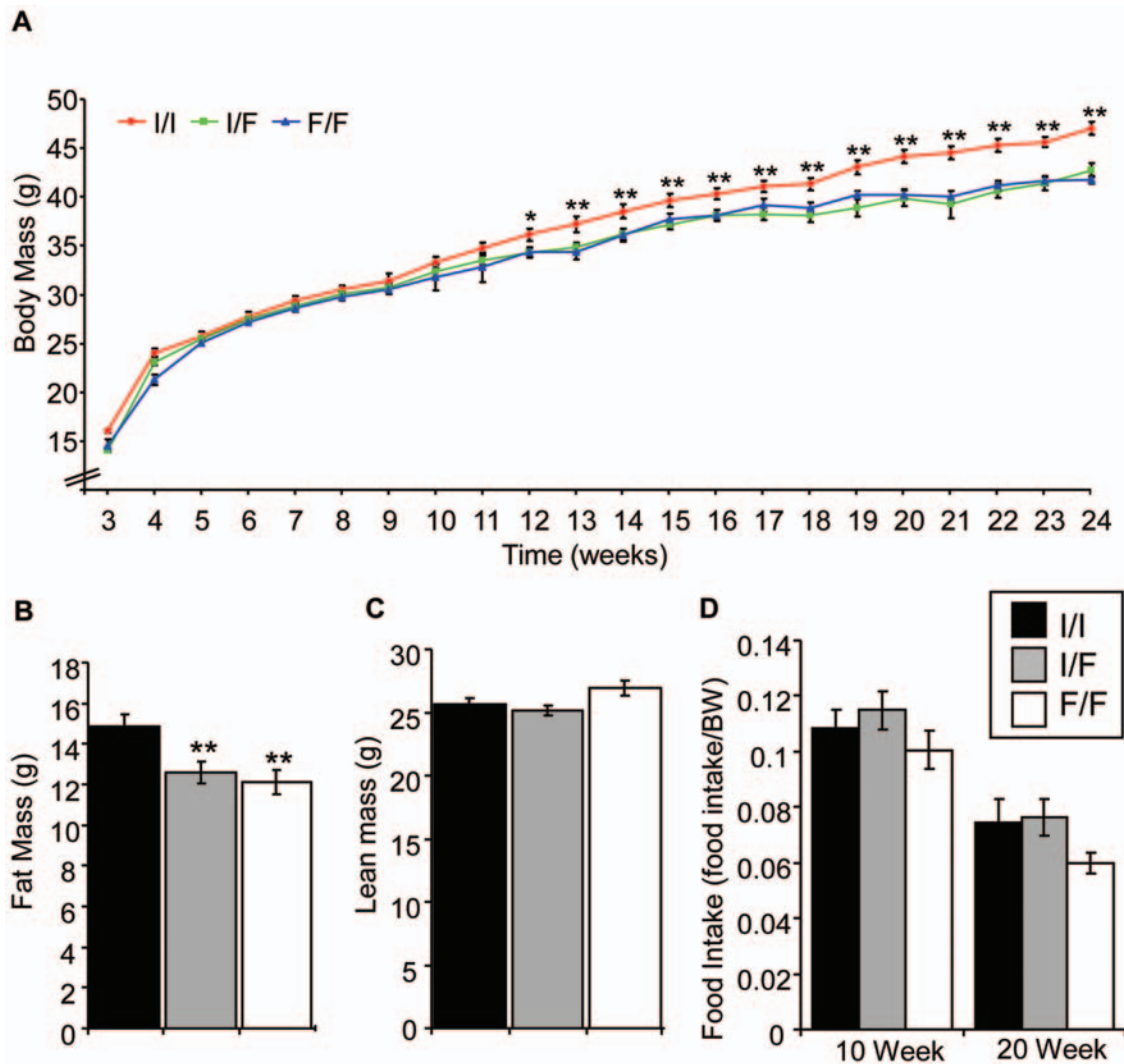 A
I/I I/F F/F
Body Mass (g)
50
45
40
35
30
25
20
15
* ** ** ** ** ** ** ** ** ** ** ** **
3 4 5 6 7 8 9 10 11 12 13 14 15 16 17 18 19 20 21 22 23 24
Time (weeks)
B
Fat Mass (g)
18
16
14
12
10
8
6
4
2
0
** **
C
Lean mass (g)
30
25
20
15
10
5
0
D
Food Intake (food intake/BW)
0.14
0.12
0.1
0.08
0.06
0.04
0.02
0
I/I
I/F
F/F
10 Week 20 Week